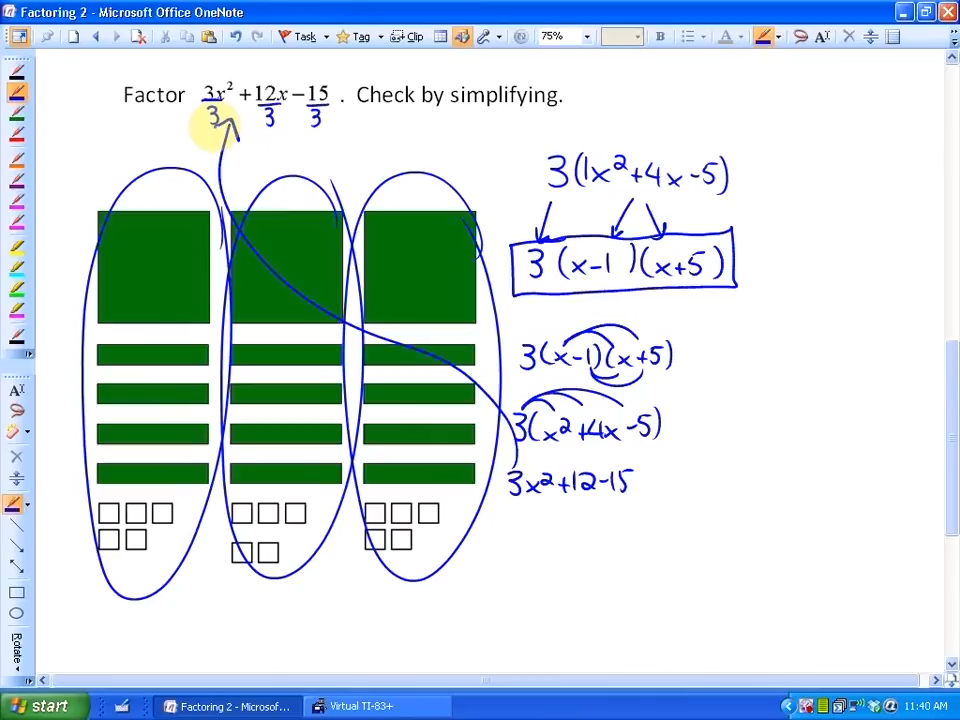 Factoring 2 - Microsoft Office OneNote
Task Tag Clip 75% B A A
Factor 3x² + 12x − 15 . Check by simplifying.
3 3 3
3(1x²+4x-5)
3(x-1)(x+5)
3(x-1)(x+5)
3(x²+4x-5)
3x²+12-15
A
Rotate
start Factoring 2 - Microsof... Virtual TI-83+ 11:40 AM